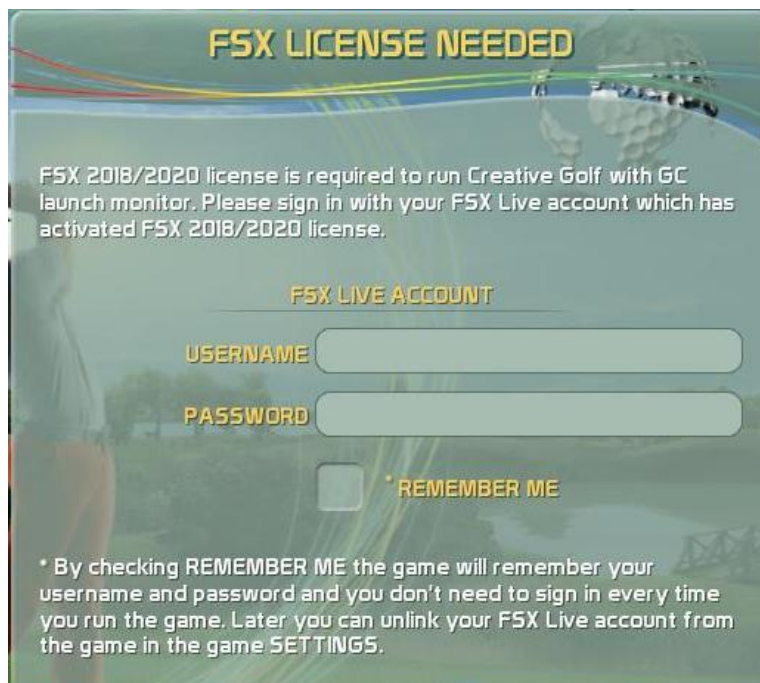 FSX LICENSE NEEDED
FSX 2018/2020 license is required to run Creative Golf with GC
launch monitor. Please sign in with your FSX Live account which has
activated FSX 2018/2020 license.
FSX LIVE ACCOUNT
USERNAME
PASSWORD
* REMEMBER ME
* By checking REMEMBER ME the game will remember your
username and password and you don't need to sign in every time
you run the game. Later you can unlink your FSX Live account from
the game in the game SETTINGS.